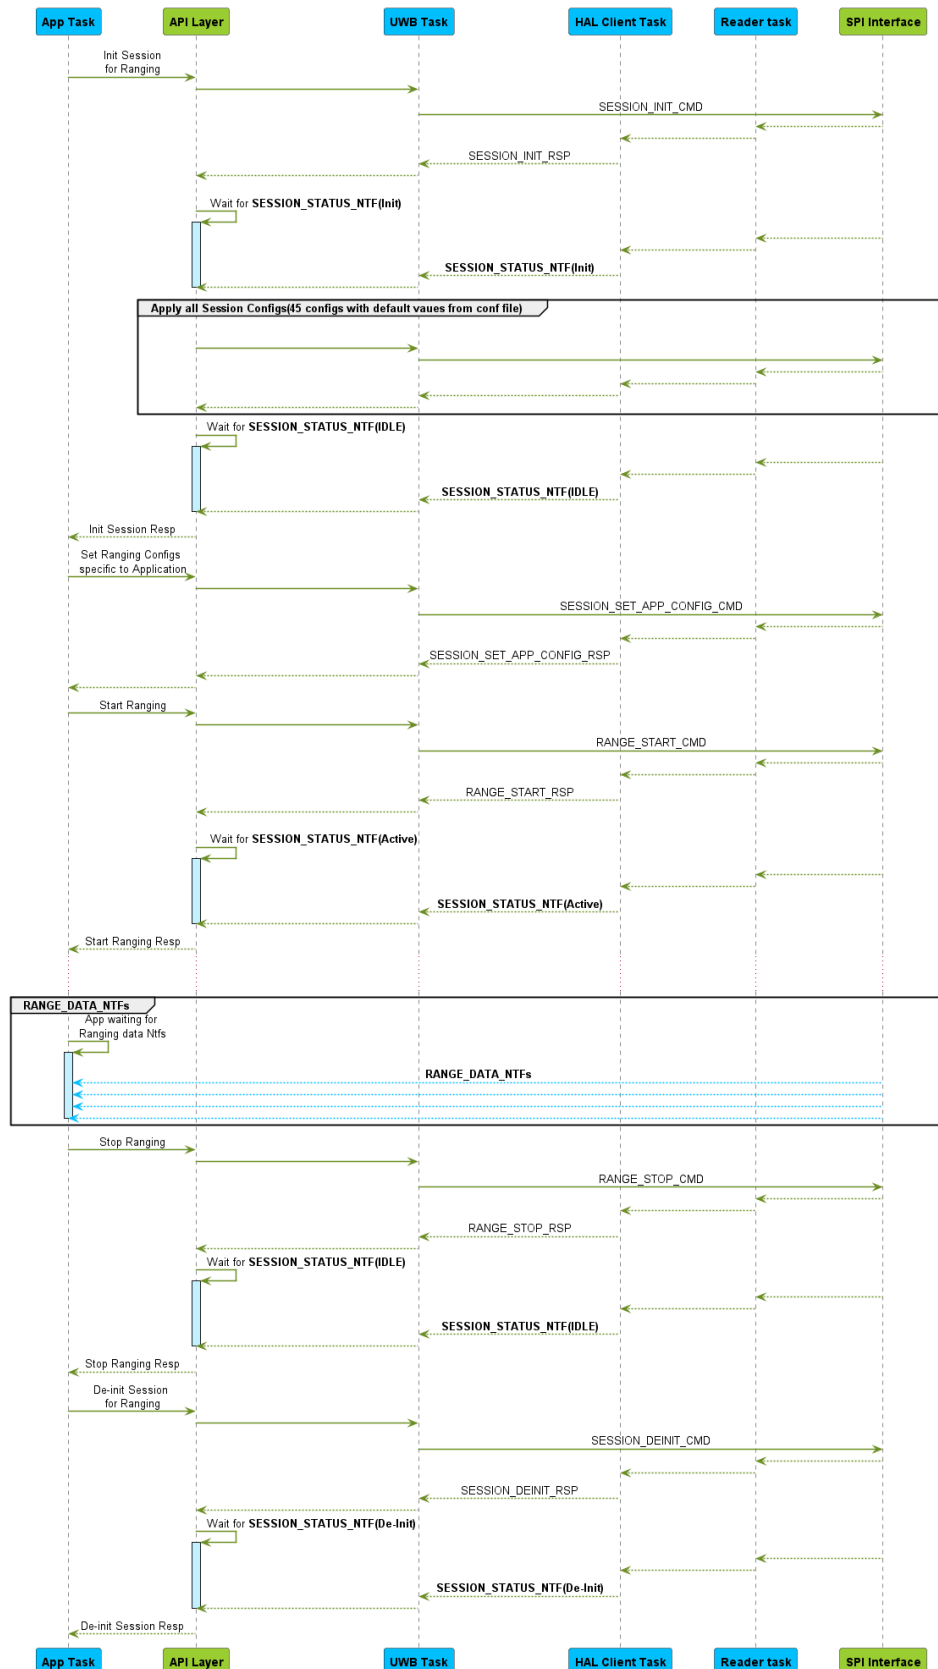 App Task
API Layer
UWB Task
HAL Client Task
Reader task
SPI Interface
Init Session
for Ranging
SESSION_INIT_CMD
SESSION_INIT_RSP
Wait for SESSION_STATUS_NTF(Init)
SESSION_STATUS_NTF(Init)
Apply all Session Configs(45 configs with default vaues from conf file)
Wait for SESSION_STATUS_NTF(IDLE)
SESSION_STATUS_NTF(IDLE)
Init Session Resp
Set Ranging Configs
specific to Application
SESSION_SET_APP_CONFIG_CMD
SESSION_SET_APP_CONFIG_RSP
Start Ranging
RANGE_START_CMD
RANGE_START_RSP
Wait for SESSION_STATUS_NTF(Active)
SESSION_STATUS_NTF(Active)
Start Ranging Resp
RANGE_DATA_NTFs
App waiting for
Ranging data Ntfs
RANGE_DATA_NTFs
Stop Ranging
RANGE_STOP_CMD
RANGE_STOP_RSP
Wait for SESSION_STATUS_NTF(IDLE)
SESSION_STATUS_NTF(IDLE)
Stop Ranging Resp
De-init Session
for Ranging
SESSION_DEINIT_CMD
SESSION_DEINIT_RSP
Wait for SESSION_STATUS_NTF(De-Init)
SESSION_STATUS_NTF(De-Init)
De-init Session Resp
App Task
API Layer
UWB Task
HAL Client Task
Reader task
SPI Interface